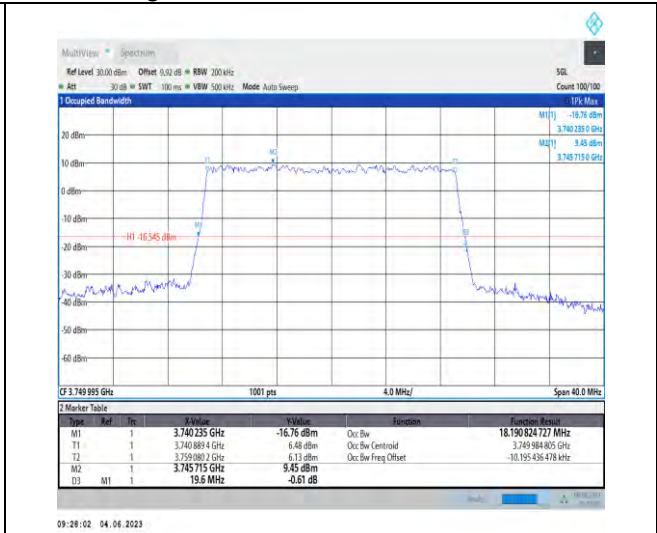 MultiView Spectrum
Ref Level 30.00 dBm Offset 9.92 dB RBW 200 kHz SGL
Att 30 dB SWT 100 ms VBW 500 kHz Mode Auto Sweep Count 100/100
1 Occupied Bandwidth 1Pk Max
M1[1] -16.76 dBm
3.740 235 0 GHz
M2[1] 9.45 dBm
3.745 715 0 GHz
20 dBm
M2
T1
10 dBm
0 dBm
-10 dBm
M1
H1 -16.545 dBm
-20 dBm
-30 dBm
-40 dBm
-50 dBm
-60 dBm
CF 3.749 995 GHz 1001 pts 4.0 MHz/ Span 40.0 MHz
2 Marker Table
Type Ref Trc X-Value Y-Value Function Function Result
M1 1 3.740 235 GHz -16.76 dBm Occ Bw 18.190 824 727 MHz
T1 1 3.740 889 4 GHz 6.48 dBm Occ Bw Centroid 3.749 984 805 GHz
T2 1 3.759 080 2 GHz 6.13 dBm Occ Bw Freq Offset -10.195 436 478 kHz
M2 1 3.745 715 GHz 9.45 dBm
D3 M1 1 19.6 MHz -0.61 dB
09:28:02 04.06.2023